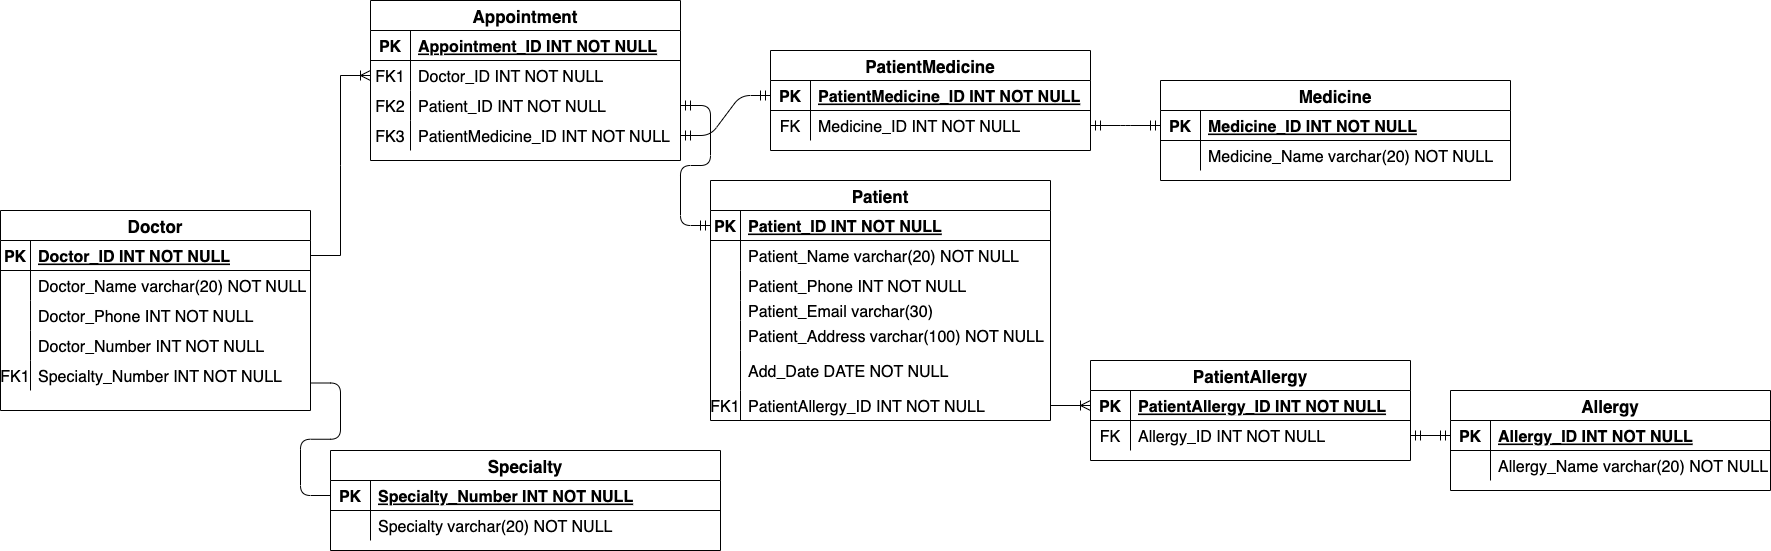 Appointment
PK Appointment_ID INT NOT NULL
FK1 Doctor_ID INT NOT NULL
FK2 Patient_ID INT NOT NULL
FK3 PatientMedicine_ID INT NOT NULL
PatientMedicine
PK PatientMedicine_ID INT NOT NULL
FK Medicine_ID INT NOT NULL
Medicine
PK Medicine_ID INT NOT NULL
Medicine_Name varchar(20) NOT NULL
Doctor
PK Doctor_ID INT NOT NULL
Doctor_Name varchar(20) NOT NULL
Doctor_Phone INT NOT NULL
Doctor_Number INT NOT NULL
FK1 Specialty_Number INT NOT NULL
Patient
PK Patient_ID INT NOT NULL
Patient_Name varchar(20) NOT NULL
Patient_Phone INT NOT NULL
Patient_Email varchar(30)
Patient_Address varchar(100) NOT NULL
Add_Date DATE NOT NULL
FK1 PatientAllergy_ID INT NOT NULL
PatientAllergy
PK PatientAllergy_ID INT NOT NULL
FK Allergy_ID INT NOT NULL
Allergy
PK Allergy_ID INT NOT NULL
Allergy_Name varchar(20) NOT NULL
Specialty
PK Specialty_Number INT NOT NULL
Specialty varchar(20) NOT NULL